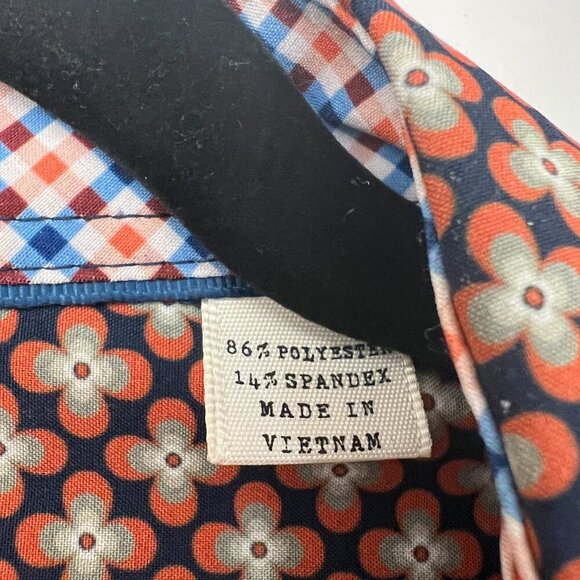 86% POLYESTER
14% SPANDEX
MADE IN
VIETNAM